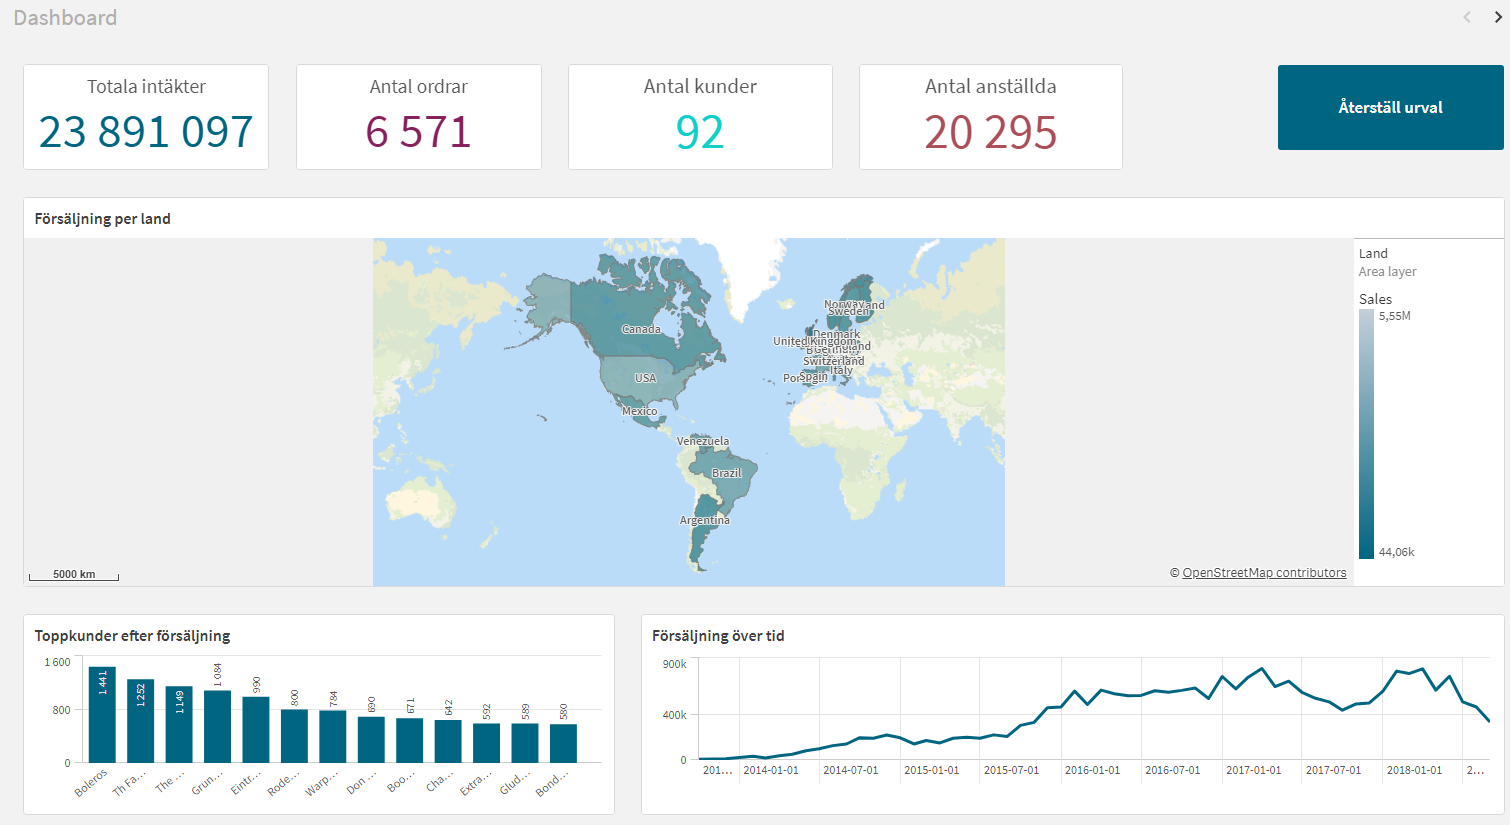 Dashboard
Totala intäkter
23 891 097
Antal ordrar
6 571
Antal kunder
92
Antal anställda
20 295
Återställ urval
Försäljning per land
Canada
USA
Mexico
Venezuela
Brazil
Argentina
Norway
Sweden
Denmark
United Kingdom
Switzerland
Italy
Spain
5000 km
© OpenStreetMap contributors
Land
Area layer
Sales
5,55M
44,06k
Toppkunder efter försäljning
1 600
800
0
1 441
1 252
1 149
1 084
990
800
784
690
671
642
592
589
580
Boleros
Th Fa...
The ...
Grun...
Eintr...
Rode...
Warp...
Don ...
Boo...
Cha...
Extra...
Glud...
Bond...
Försäljning över tid
900k
400k
0
201...
2014-01-01
2014-07-01
2015-01-01
2015-07-01
2016-01-01
2016-07-01
2017-01-01
2017-07-01
2018-01-01
2...